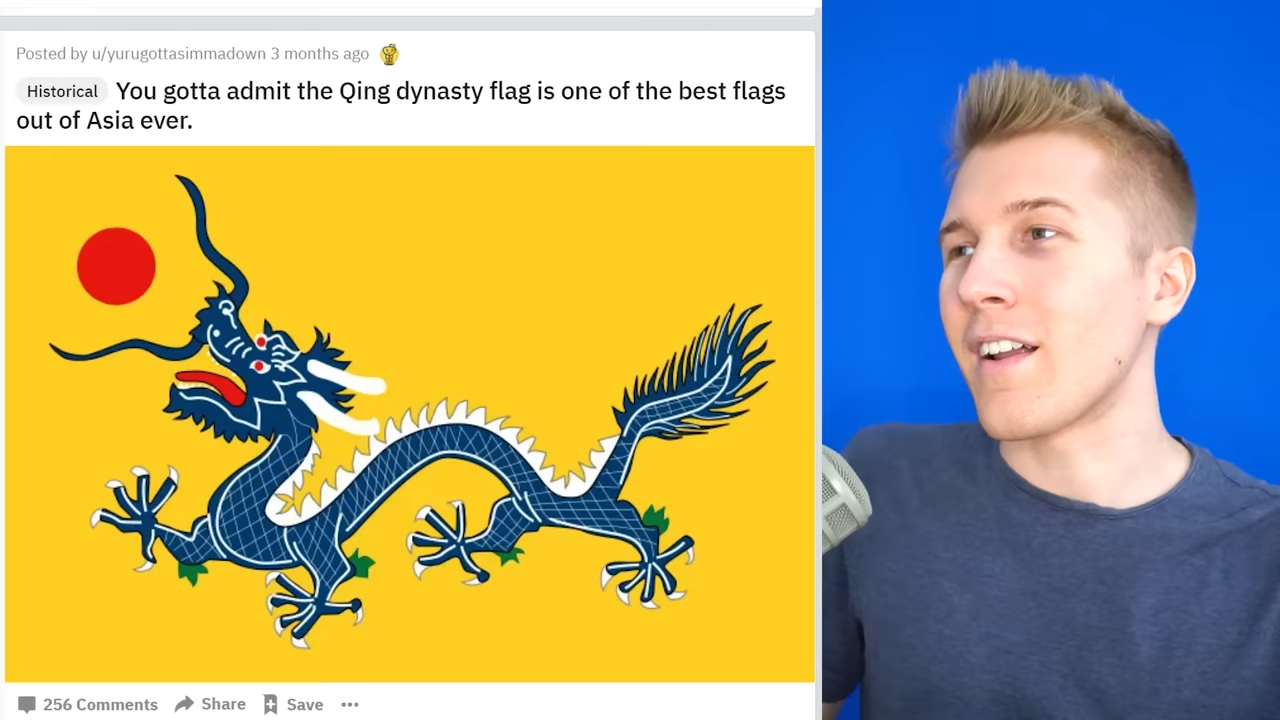 Posted by u/yurugottasimmadown 3 months ago
Historical You gotta admit the Qing dynasty flag is one of the best flags
out of Asia ever.
256 Comments Share Save